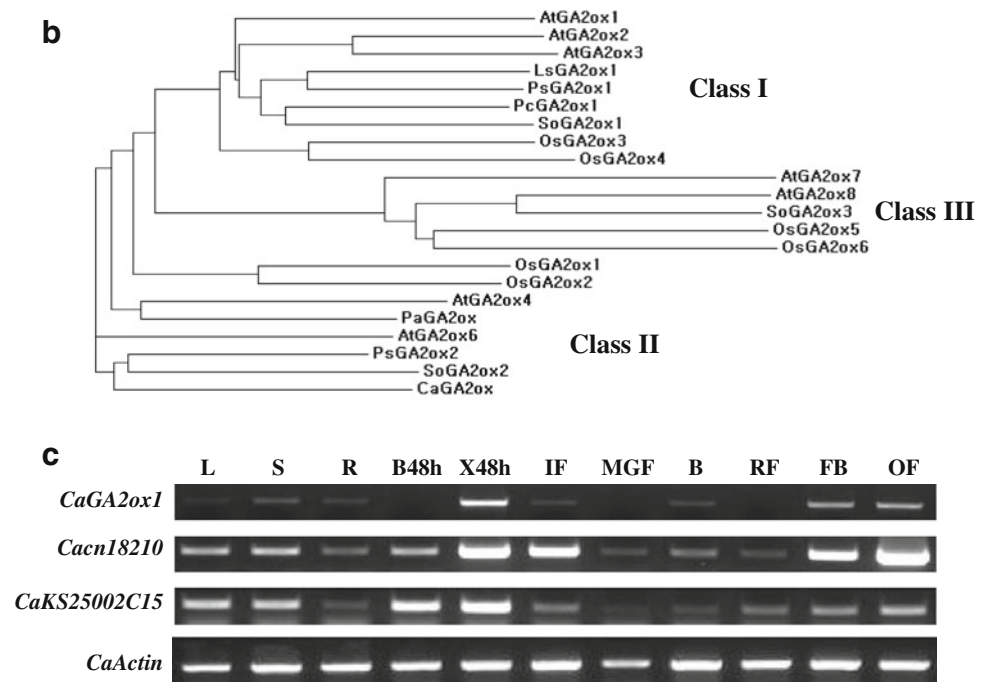 b
AtGA2ox1
AtGA2ox2
AtGA2ox3
LsGA2ox1
PsGA2ox1
PcGA2ox1
SoGA2ox1
OsGA2ox3
OsGA2ox4
Class I
AtGA2ox7
AtGA2ox8
SoGA2ox3
OsGA2ox5
OsGA2ox6
Class III
OsGA2ox1
OsGA2ox2
AtGA2ox4
PaGA2ox
AtGA2ox6
PsGA2ox2
SoGA2ox2
CaGA2ox
Class II
c
L S R B48h X48h IF MGF B RF FB OF
CaGA2ox1
Cacn18210
CaKS25002C15
CaActin